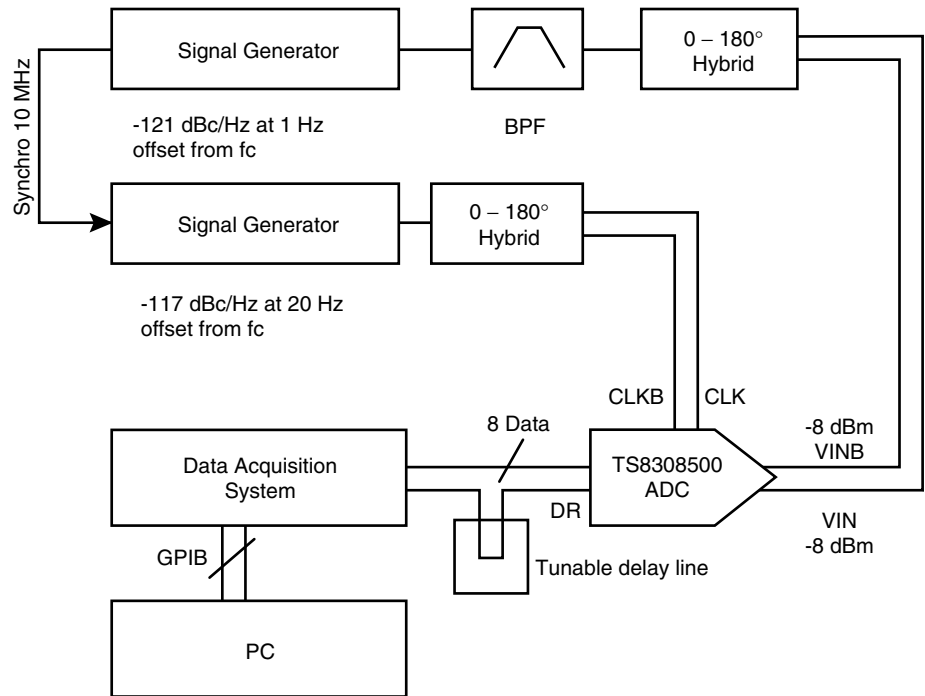 Signal Generator
0 – 180°
Hybrid
Synchro 10 MHz
-121 dBc/Hz at 1 Hz
offset from fc
BPF
Signal Generator
0 – 180°
Hybrid
-117 dBc/Hz at 20 Hz
offset from fc
CLKB
CLK
8 Data
-8 dBm
VINB
Data Acquisition
System
TS8308500
ADC
DR
VIN
-8 dBm
GPIB
Tunable delay line
PC